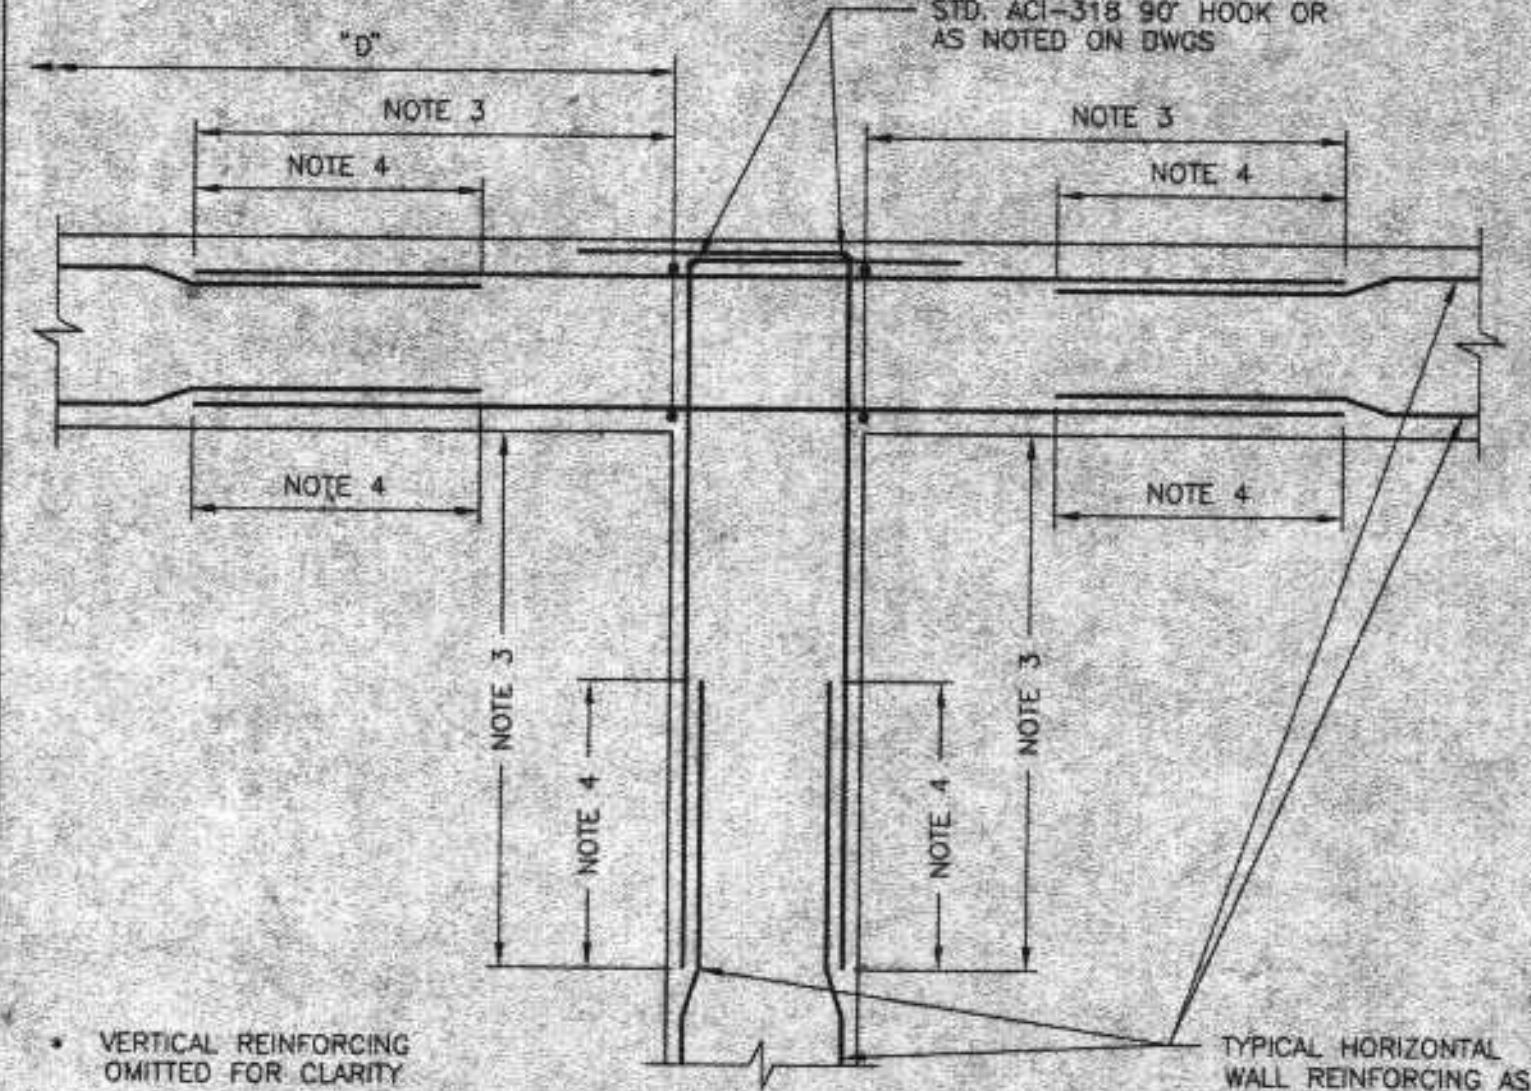 STD. ACI-318 90° HOOK OR
AS NOTED ON DWGS
"D"
NOTE 3
NOTE 3
NOTE 4
NOTE 4
NOTE 4
NOTE 4
NOTE 3
NOTE 4
NOTE 4
NOTE 3
• VERTICAL REINFORCING
OMITTED FOR CLARITY
TYPICAL HORIZONTAL
WALL REINFORCING AS